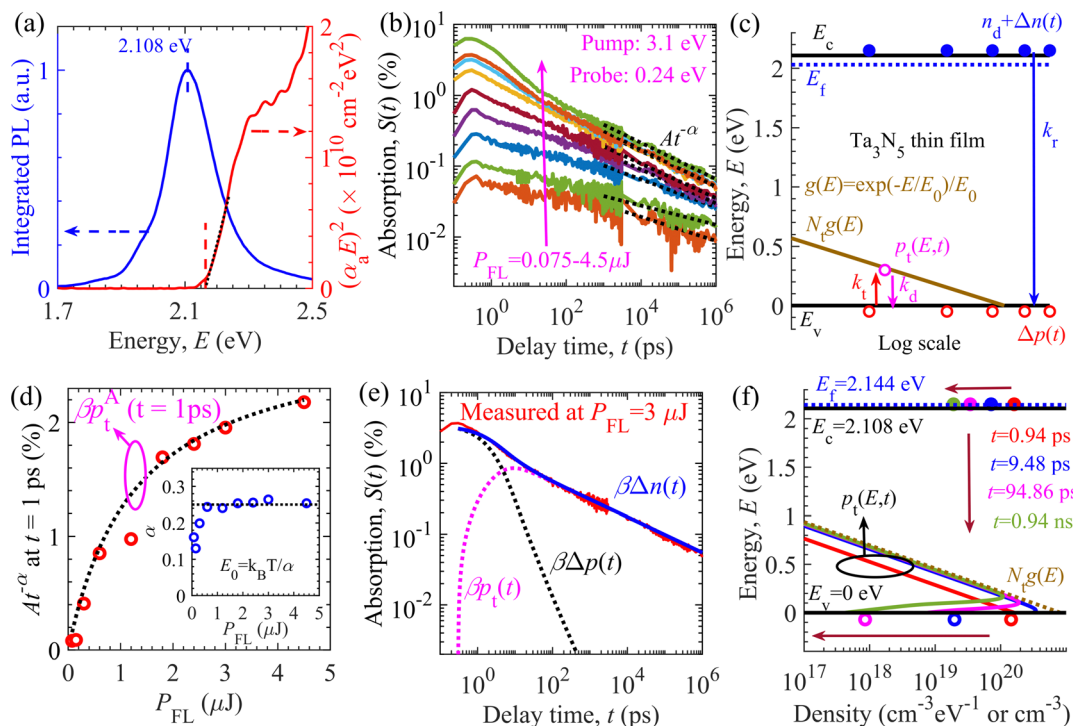 (a)
2.108 eV
1
0
Integrated PL (a.u.)
2
1
0
(αₐE)² (× 10¹⁰ cm⁻²eV²)
1.7
2.1
2.5
Energy, E (eV)
(b)
Pump: 3.1 eV
Probe: 0.24 eV
At⁻ᵅ
P_FL=0.075-4.5μJ
10¹
10⁰
10⁻¹
10⁻²
Absorption, S(t) (%)
10⁰
10²
10⁴
10⁶
Delay time, t (ps)
(c)
n_d+Δn(t)
E_c
E_f
k_r
Ta₃N₅ thin film
g(E)=exp(-E/E₀)/E₀
N_tg(E)
p_t(E,t)
k_t
k_d
E_v
Δp(t)
Log scale
2
1.5
1
0.5
0
Energy, E (eV)
(d)
βp_t^A (t = 1ps)
2
1
0
At⁻ᵅ at t = 1 ps (%)
0.3
0.2
0.1
0
α
E₀=k_BT/α
0
2
4
6
P_FL (μJ)
0
1.2
2.4
3.6
4.8
P_FL (μJ)
(e)
Measured at P_FL=3 μJ
βΔn(t)
βΔp(t)
βp_t(t)
10¹
10⁰
10⁻¹
10⁻²
Absorption, S(t) (%)
10⁰
10²
10⁴
10⁶
Delay time, t (ps)
(f)
E_f=2.144 eV
E_c=2.108 eV
t=0.94 ps
t=9.48 ps
t=94.86 ps
t=0.94 ns
p_t(E,t)
N_tg(E)
E_v=0 eV
2
1.5
1
0.5
0
Energy, E (eV)
10¹⁷
10¹⁸
10¹⁹
10²⁰
Density (cm⁻³eV⁻¹ or cm⁻³)